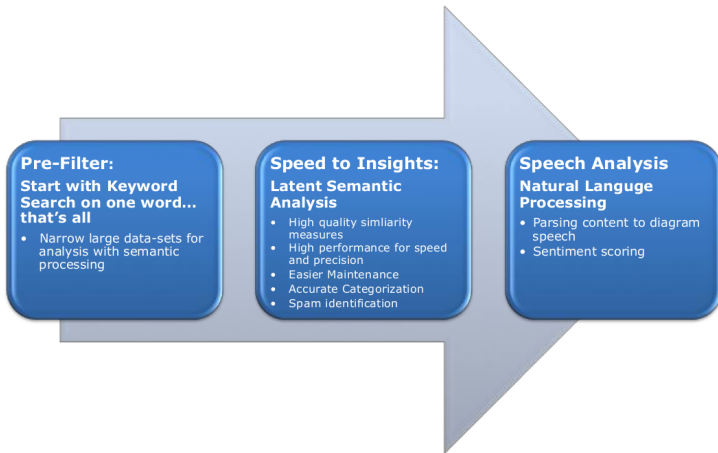 Pre-Filter:
Start with Keyword
Search on one word...
that's all
• Narrow large data-sets for
analysis with semantic
processing
Speed to Insights:
Latent Semantic
Analysis
• High quality simliarity
measures
• High performance for speed
and precision
• Easier Maintenance
• Accurate Categorization
• Spam identification
Speech Analysis
Natural Languge
Processing
• Parsing content to diagram
speech
• Sentiment scoring